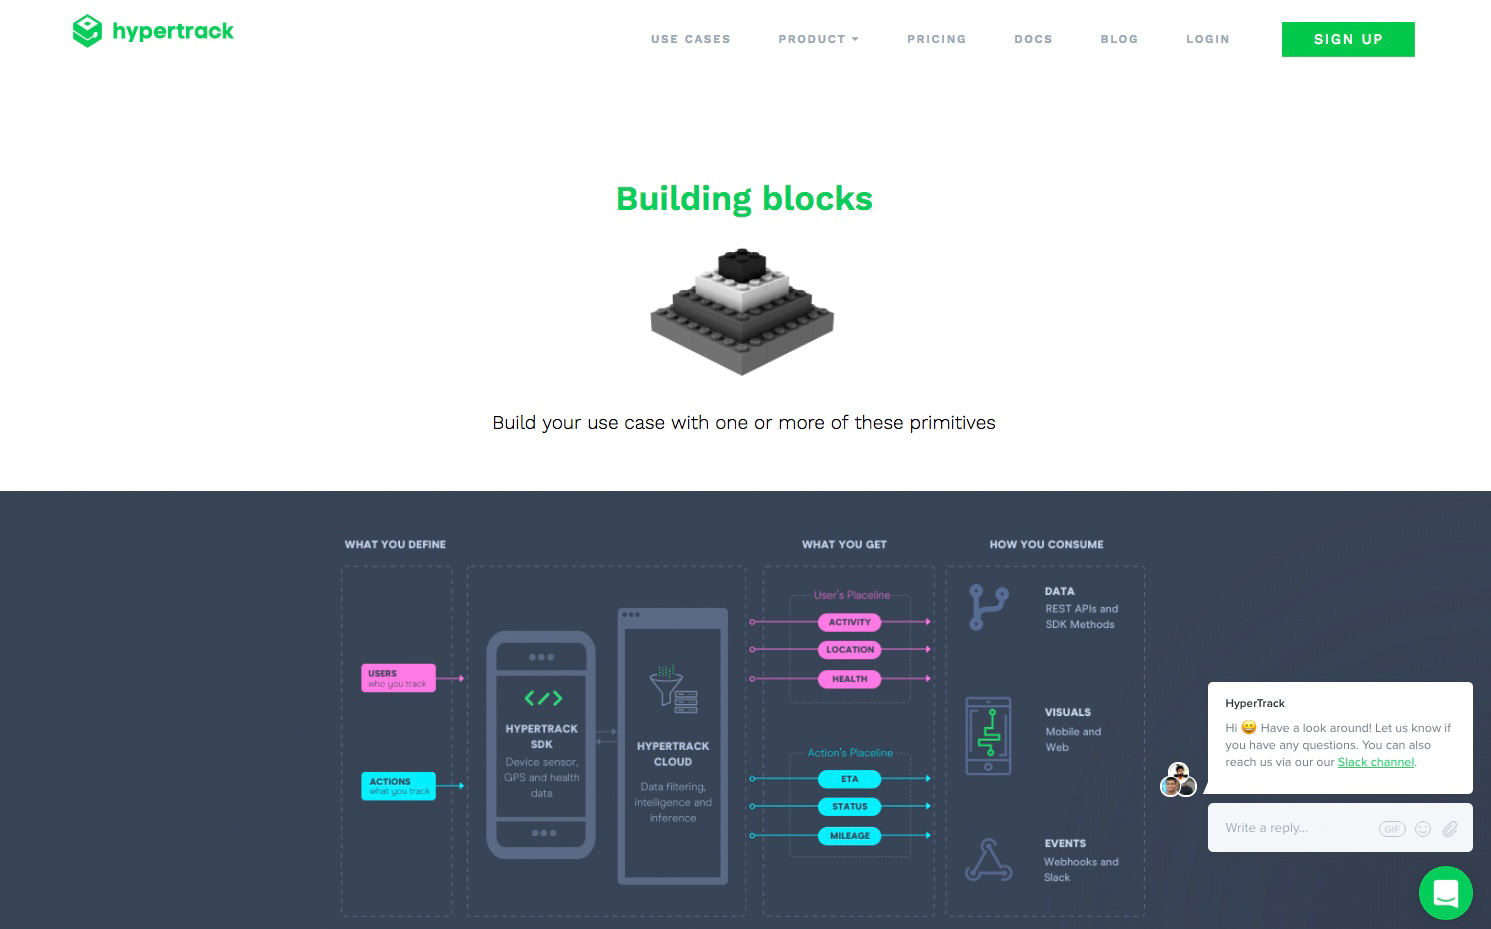 hypertrack
USE CASES PRODUCT PRICING DOCS BLOG LOGIN SIGN UP
Building blocks
Build your use case with one or more of these primitives
WHAT YOU DEFINE
USERS
who you track
ACTIONS
what you track
HYPERTRACK
SDK
Device sensor,
GPS and health
data
HYPERTRACK
CLOUD
Data filtering,
intelligence and
inference
WHAT YOU GET
User's Placeline
ACTIVITY
LOCATION
HEALTH
Action's Placeline
ETA
STATUS
MILEAGE
HOW YOU CONSUME
DATA
REST APIs and
SDK Methods
VISUALS
Mobile and
Web
EVENTS
Webhooks and
Slack
HyperTrack
Hi 😀 Have a look around! Let us know if
you have any questions. You can also
reach us via our our Slack channel.
Write a reply...
GIF